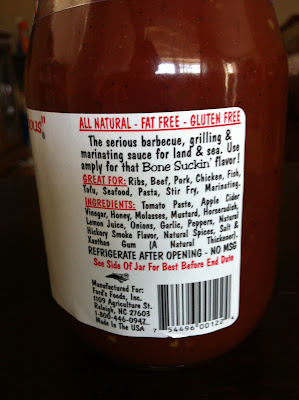 ous"
ALL NATURAL - FAT FREE - GLUTEN FREE
The serious barbecue, grilling &
marinating sauce for land & sea. Use
amply for that Bone Suckin' flavor!
GREAT FOR: Ribs, Beef, Pork, Chicken, Fish,
Tofu, Seafood, Pasta, Stir Fry, Marinating.
INGREDIENTS: Tomato Paste, Apple Cider
Vinegar, Honey, Molasses, Mustard, Horseradish,
Lemon Juice, Onions, Garlic, Peppers, Natural
Hickory Smoke Flavor, Natural Spices, Salt &
Xanthan Gum (A Natural Thickener).
REFRIGERATE AFTER OPENING - NO MSG
See Side Of Jar For Best Before End Date
Manufactured For:
Ford's Foods, Inc.
1109 Agriculture St.
Raleigh, NC 27603
1-800-446-0947
Made In The USA
7 54496 00122 4